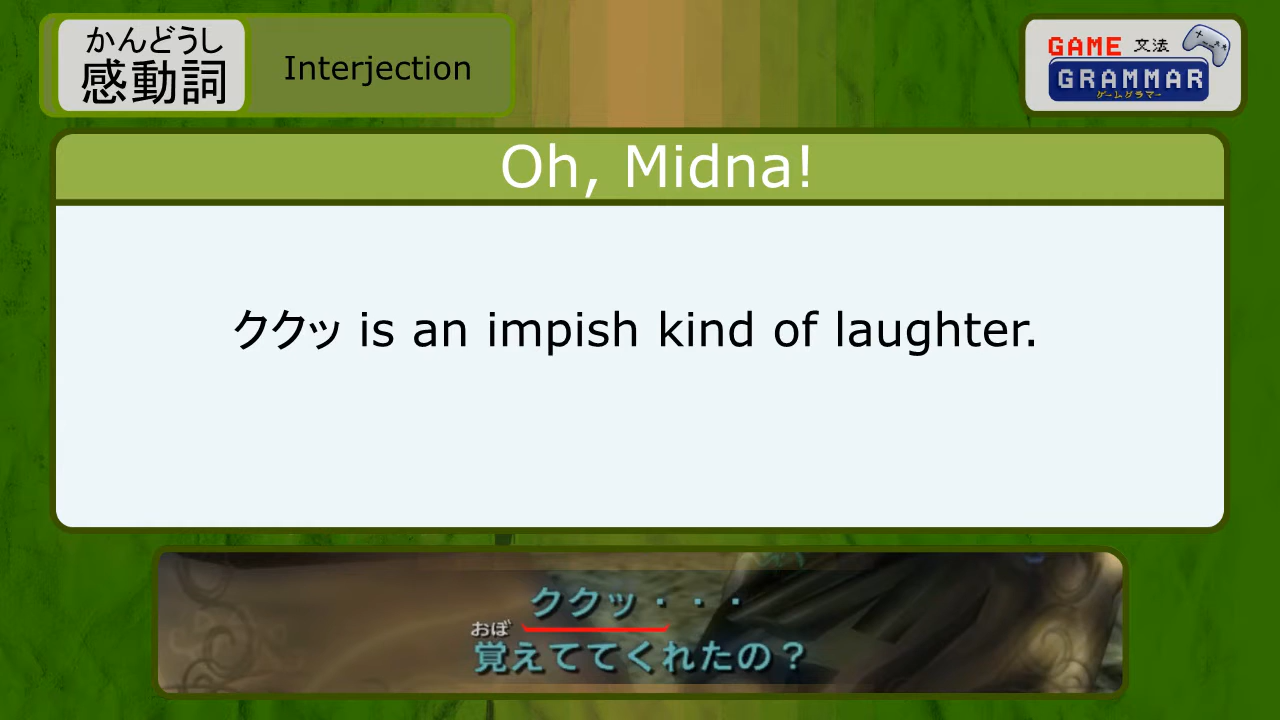 かんどうし
感動詞
Interjection
GAME 文法
GRAMMAR
ゲームグラマー
Oh, Midna!
ククッ is an impish kind of laughter.
ククッ・・・
おぼ
覚えててくれたの？